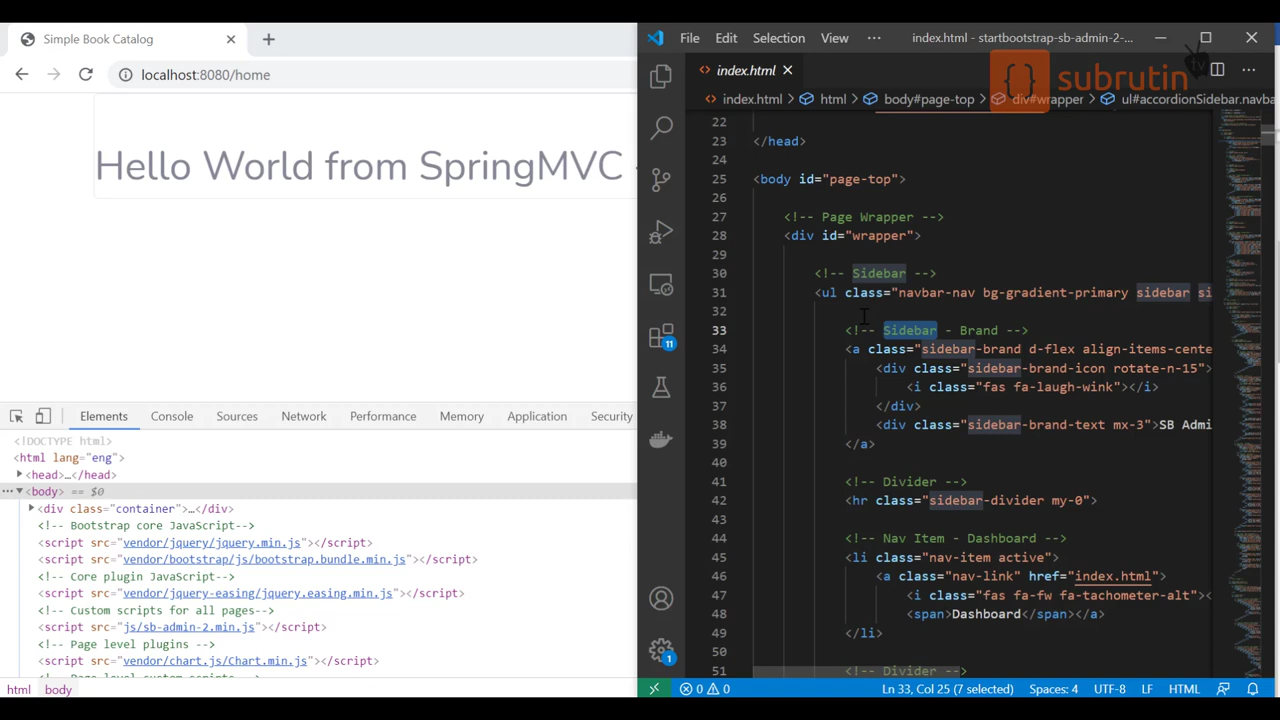 Simple Book Catalog
localhost:8080/home
Hello World from SpringMVC
Elements Console Sources Network Performance Memory Application Security
<!DOCTYPE html>
<html lang="eng">
<head>…</head>
<body> == $0
<div class="container">…</div>
<!-- Bootstrap core JavaScript-->
<script src="vendor/jquery/jquery.min.js"></script>
<script src="vendor/bootstrap/js/bootstrap.bundle.min.js"></script>
<!-- Core plugin JavaScript-->
<script src="vendor/jquery-easing/jquery.easing.min.js"></script>
<!-- Custom scripts for all pages-->
<script src="js/sb-admin-2.min.js"></script>
<!-- Page level plugins -->
<script src="vendor/chart.js/Chart.min.js"></script>
html body
File Edit Selection View ··· index.html - startbootstrap-sb-admin-2-...
index.html
subrutin tv
index.html > html > body#page-top > div#wrapper > ul#accordionSidebar.navba
22
23 </head>
24
25 <body id="page-top">
26
27 <!-- Page Wrapper -->
28 <div id="wrapper">
29
30 <!-- Sidebar -->
31 <ul class="navbar-nav bg-gradient-primary sidebar si
32
33 <!-- Sidebar - Brand -->
34 <a class="sidebar-brand d-flex align-items-cente
35 <div class="sidebar-brand-icon rotate-n-15">
36 <i class="fas fa-laugh-wink"></i>
37 </div>
38 <div class="sidebar-brand-text mx-3">SB Admi
39 </a>
40
41 <!-- Divider -->
42 <hr class="sidebar-divider my-0">
43
44 <!-- Nav Item - Dashboard -->
45 <li class="nav-item active">
46 <a class="nav-link" href="index.html">
47 <i class="fas fa-fw fa-tachometer-alt"><
48 <span>Dashboard</span></a>
49 </li>
50
51 <!-- Divider -->
11
1
0 0 Ln 33, Col 25 (7 selected) Spaces: 4 UTF-8 LF HTML